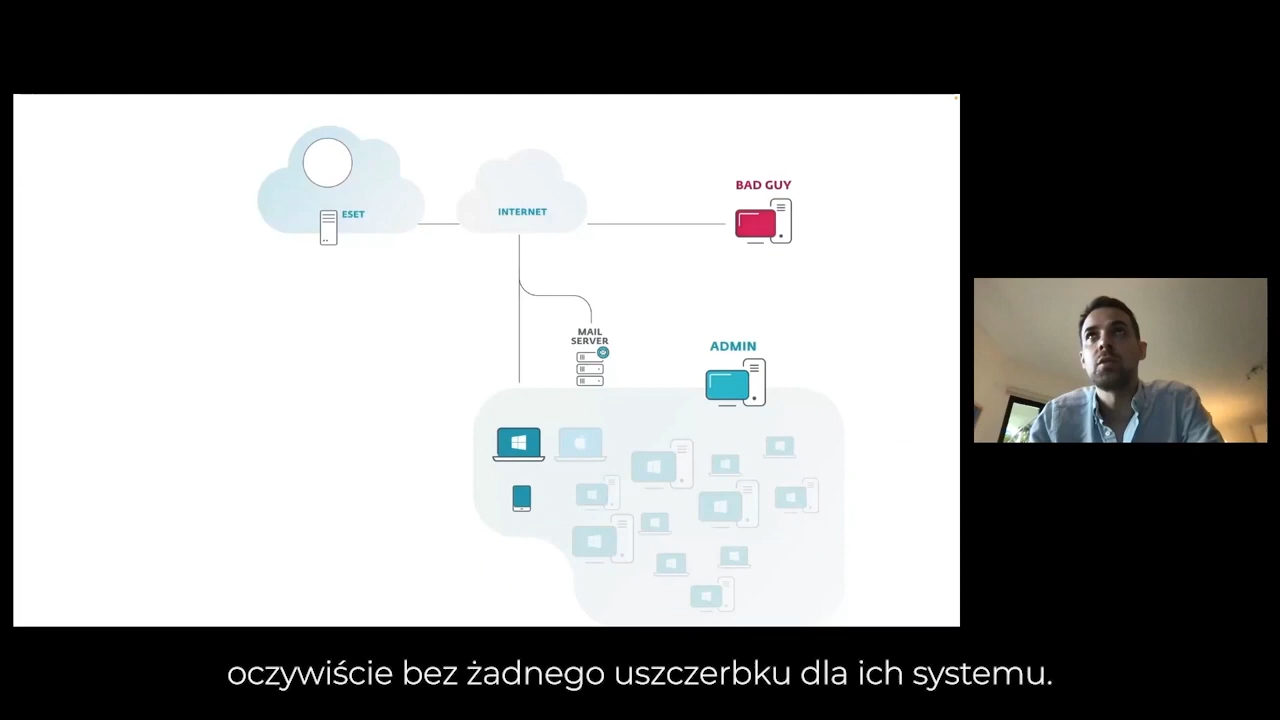 BAD GUY
ESET
INTERNET
MAIL
SERVER
ADMIN
oczywiście bez żadnego uszczerbku dla ich systemu.